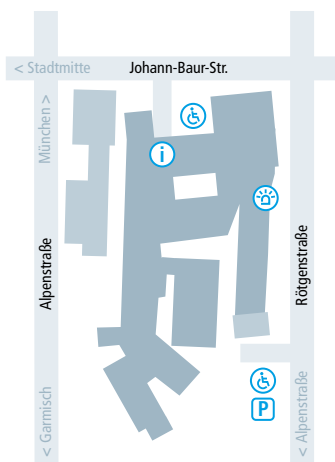 < Stadtmitte Johann-Baur-Str.
München >
Alpenstraße
< Garmisch
i
Rötgenstraße
< Alpenstraße
P